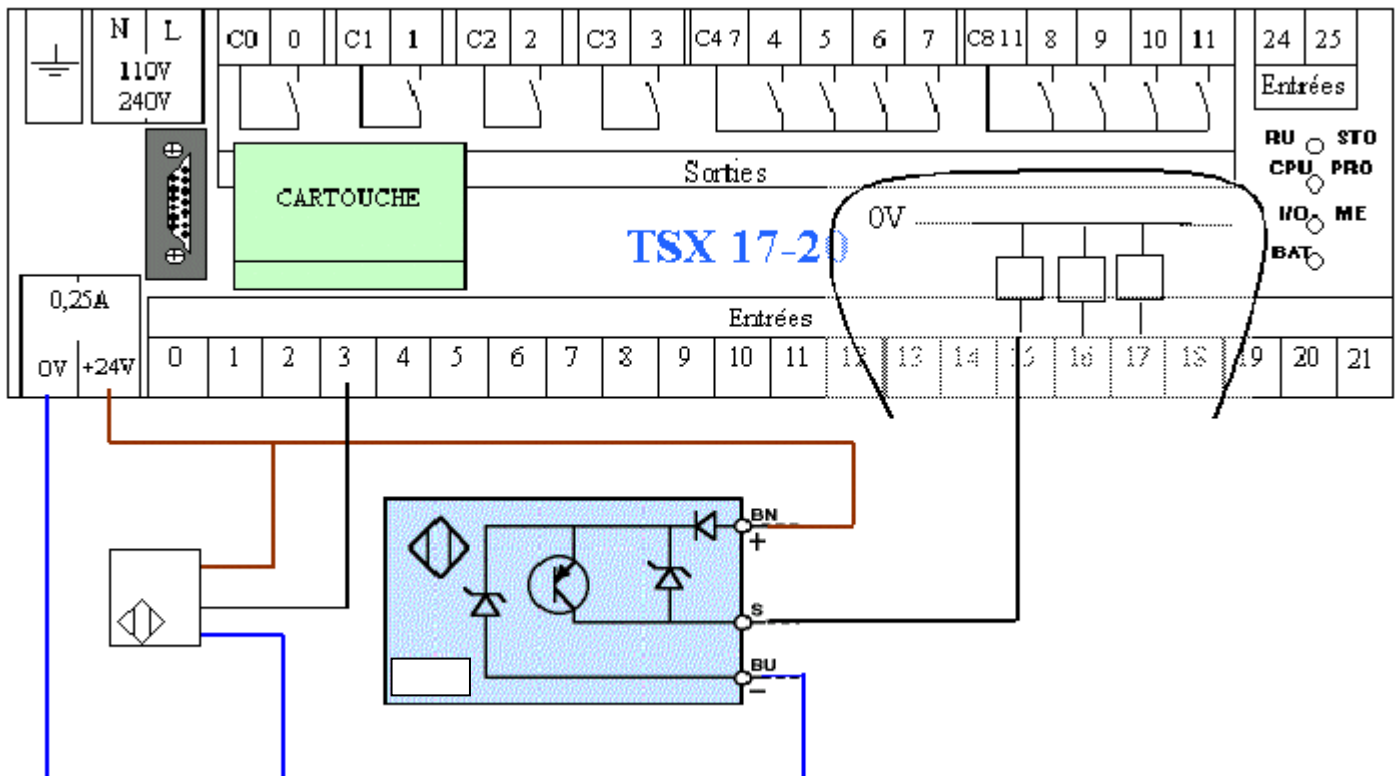 N L C0 0 C1 1 C2 2 C3 3 C4 7 4 5 6 7 C8 11 8 9 10 11 24 25
110V
240V
Entrées
RU STO
CPU PRO
I/O ME
BAT
Sorties
CARTOUCHE
0V
TSX 17-20
0,25A
Entrées
0V +24V 0 1 2 3 4 5 6 7 8 9 10 11 12 13 14 15 16 17 18 19 20 21
BN
+
S
BU
−